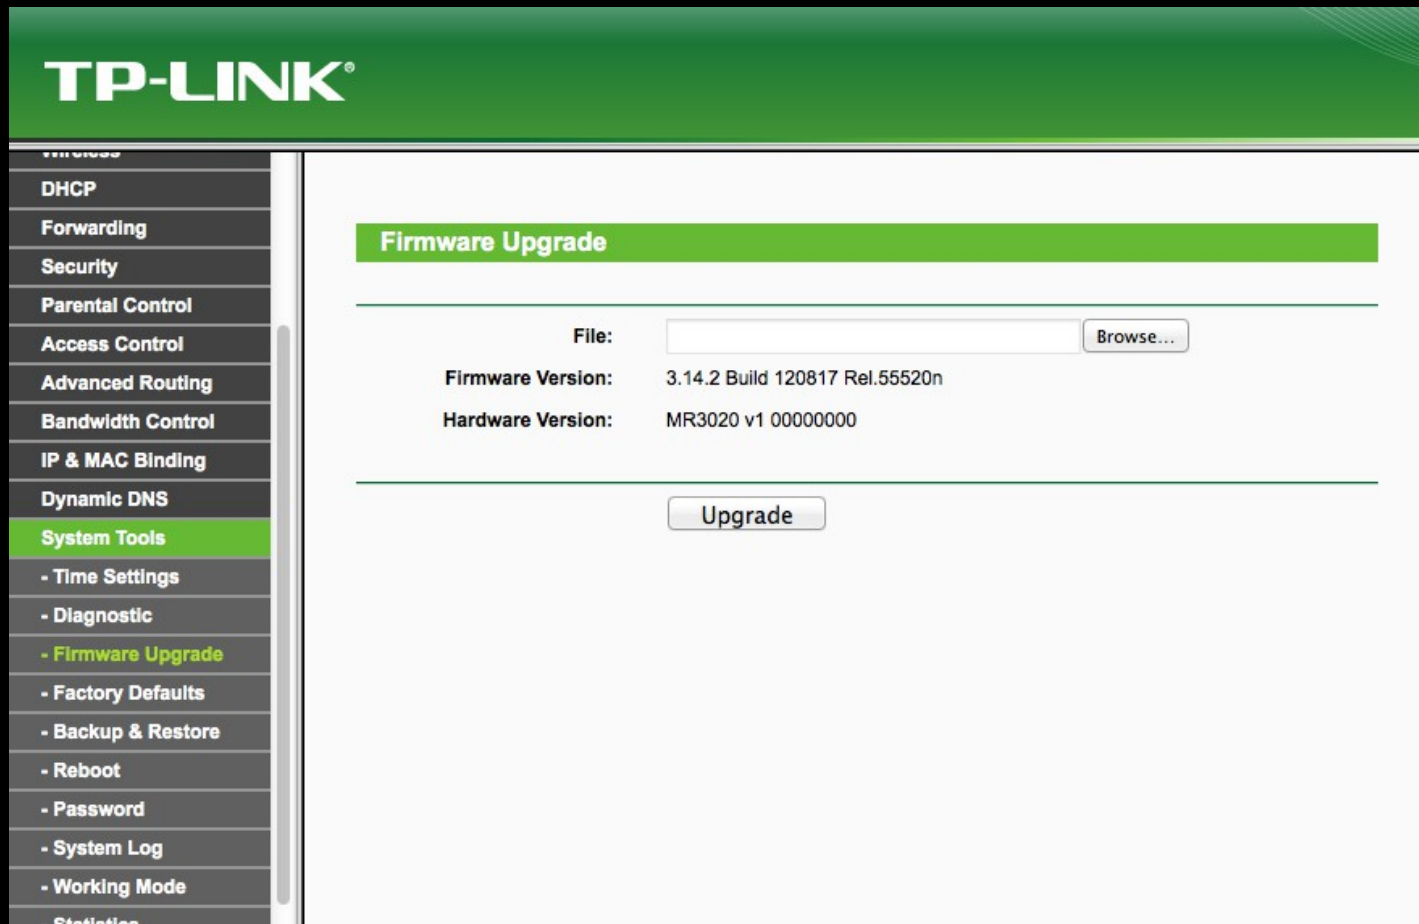 TP-LINK®
Wireless
DHCP
Forwarding
Security
Parental Control
Access Control
Advanced Routing
Bandwidth Control
IP & MAC Binding
Dynamic DNS
System Tools
- Time Settings
- Diagnostic
- Firmware Upgrade
- Factory Defaults
- Backup & Restore
- Reboot
- Password
- System Log
- Working Mode
- Statistics
Firmware Upgrade
File: Browse...
Firmware Version: 3.14.2 Build 120817 Rel.55520n
Hardware Version: MR3020 v1 00000000
Upgrade